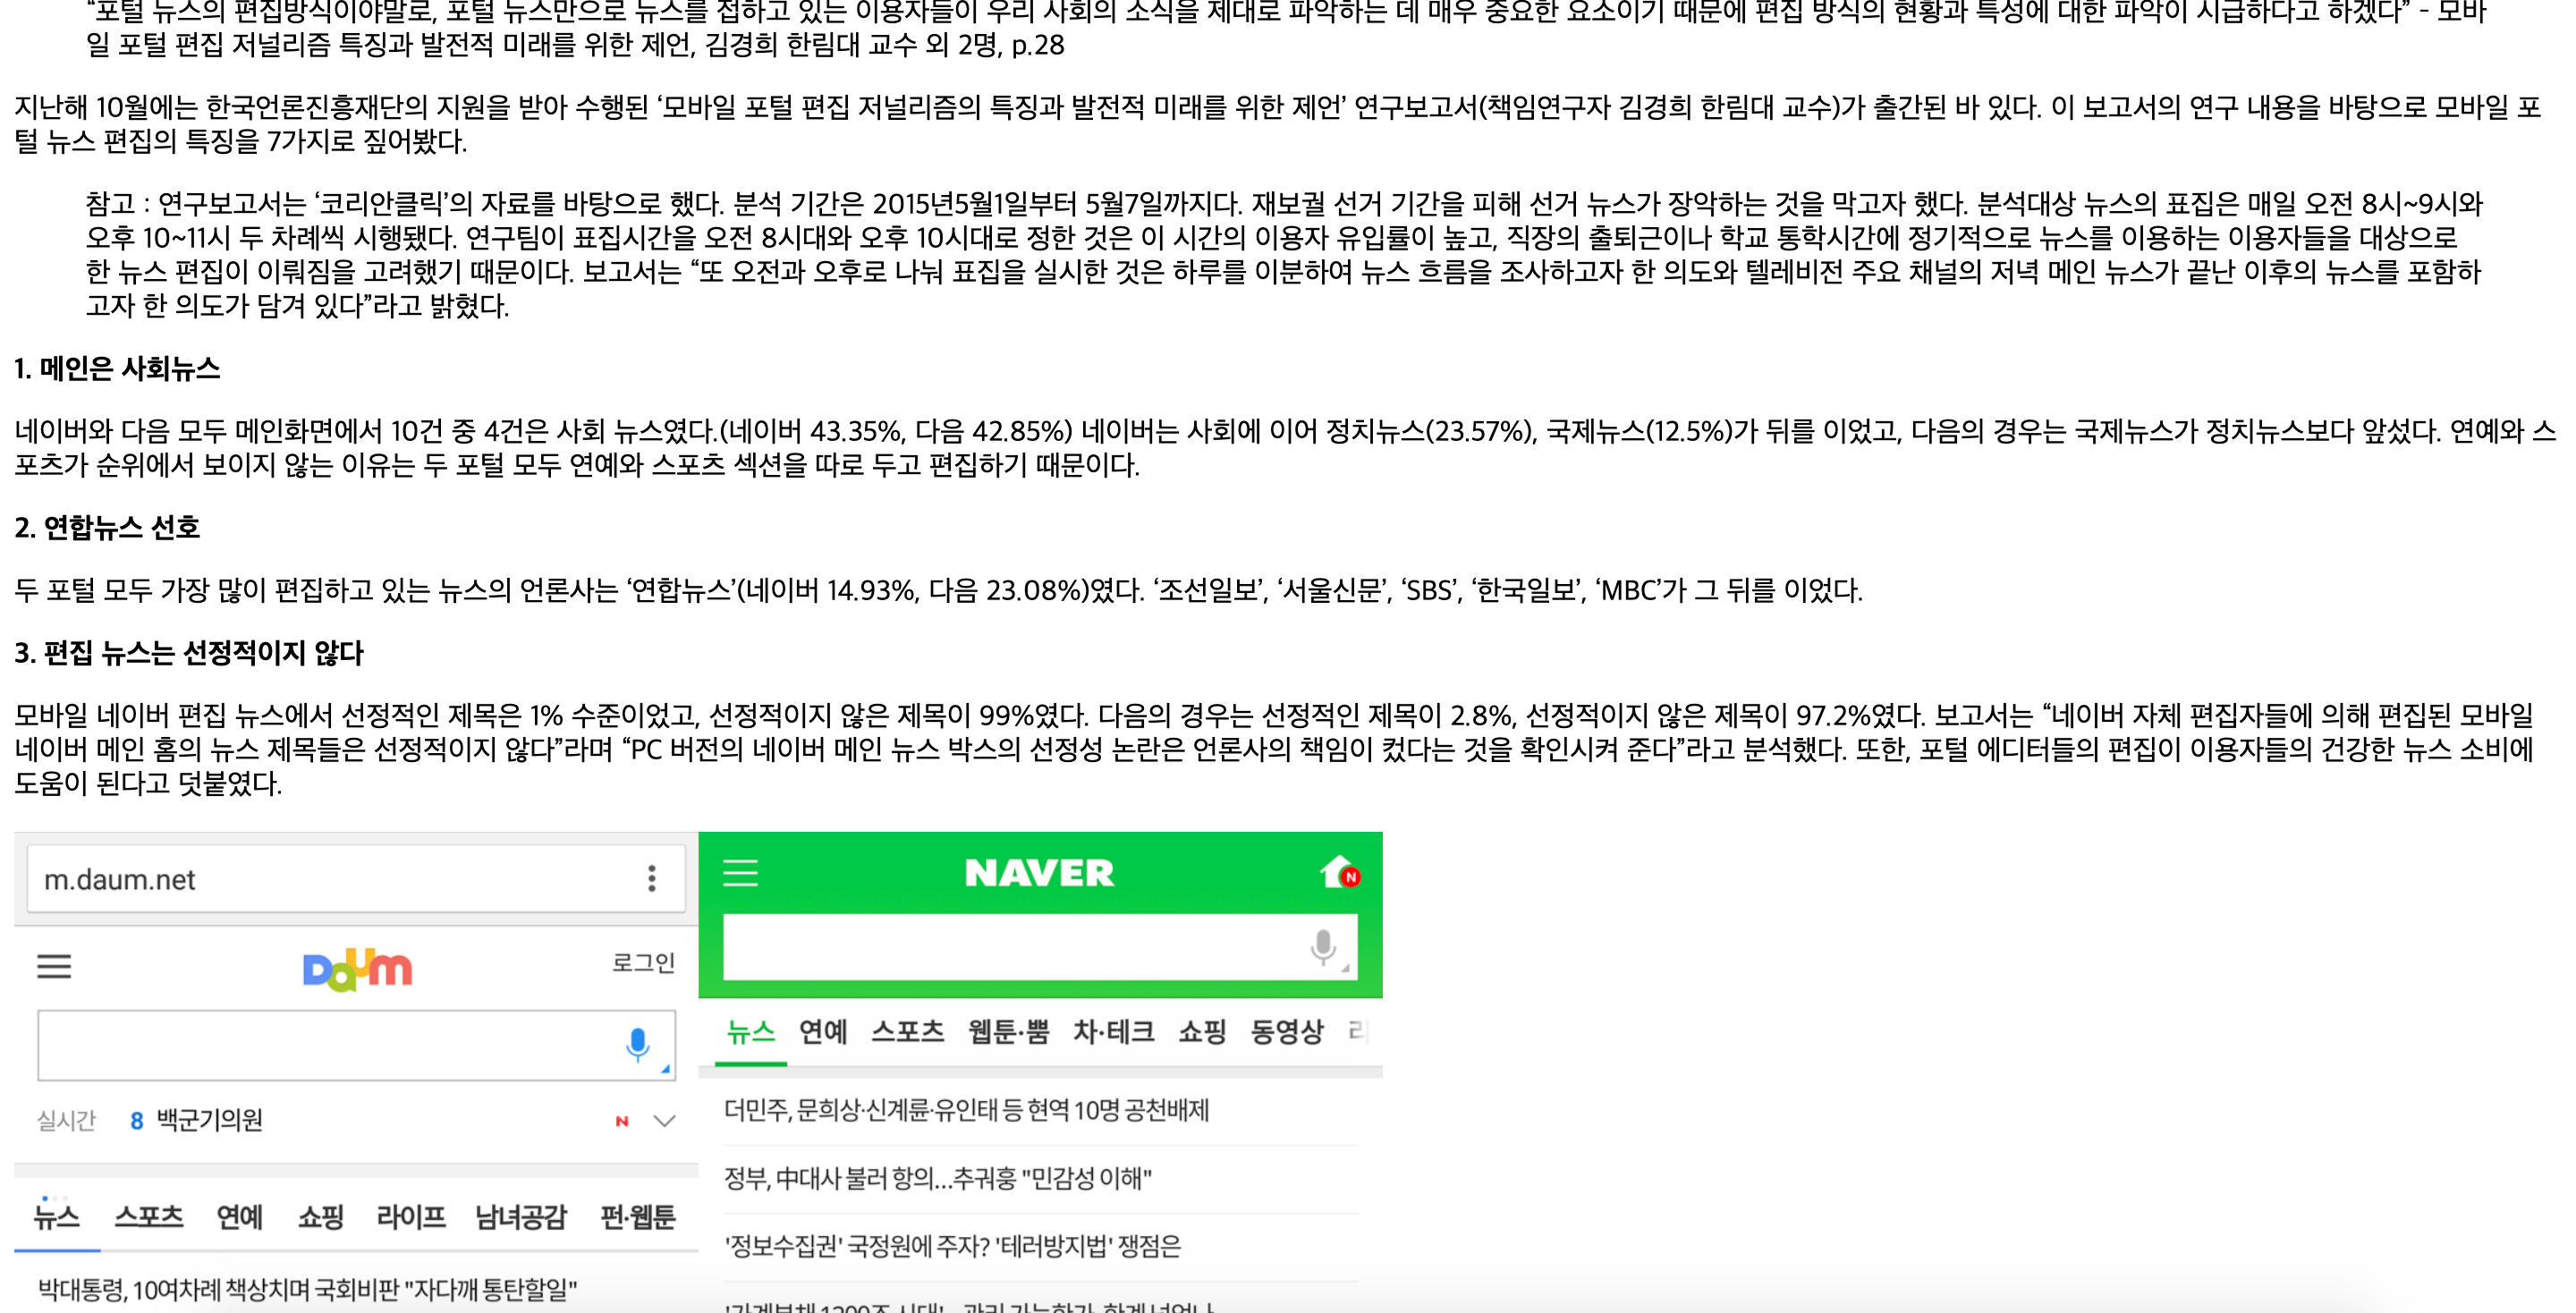 “포털 뉴스의 편집방식이야말로, 포털 뉴스만으로 뉴스를 접하고 있는 이용자들이 우리 사회의 소식을 제대로 파악하는 데 매우 중요한 요소이기 때문에 편집 방식의 현황과 특성에 대한 파악이 시급하다고 하겠다” - 모바
일 포털 편집 저널리즘 특징과 발전적 미래를 위한 제언, 김경희 한림대 교수 외 2명, p.28
지난해 10월에는 한국언론진흥재단의 지원을 받아 수행된 ‘모바일 포털 편집 저널리즘의 특징과 발전적 미래를 위한 제언’ 연구보고서(책임연구자 김경희 한림대 교수)가 출간된 바 있다. 이 보고서의 연구 내용을 바탕으로 모바일 포
털 뉴스 편집의 특징을 7가지로 짚어봤다.
참고 : 연구보고서는 ‘코리안클릭’의 자료를 바탕으로 했다. 분석 기간은 2015년5월1일부터 5월7일까지다. 재보궐 선거 기간을 피해 선거 뉴스가 장악하는 것을 막고자 했다. 분석대상 뉴스의 표집은 매일 오전 8시~9시와
오후 10~11시 두 차례씩 시행됐다. 연구팀이 표집시간을 오전 8시대와 오후 10시대로 정한 것은 이 시간의 이용자 유입률이 높고, 직장의 출퇴근이나 학교 통학시간에 정기적으로 뉴스를 이용하는 이용자들을 대상으로
한 뉴스 편집이 이뤄짐을 고려했기 때문이다. 보고서는 “또 오전과 오후로 나눠 표집을 실시한 것은 하루를 이분하여 뉴스 흐름을 조사하고자 한 의도와 텔레비전 주요 채널의 저녁 메인 뉴스가 끝난 이후의 뉴스를 포함하
고자 한 의도가 담겨 있다”라고 밝혔다.
1. 메인은 사회뉴스
네이버와 다음 모두 메인화면에서 10건 중 4건은 사회 뉴스였다.(네이버 43.35%, 다음 42.85%) 네이버는 사회에 이어 정치뉴스(23.57%), 국제뉴스(12.5%)가 뒤를 이었고, 다음의 경우는 국제뉴스가 정치뉴스보다 앞섰다. 연예와 스
포츠가 순위에서 보이지 않는 이유는 두 포털 모두 연예와 스포츠 섹션을 따로 두고 편집하기 때문이다.
2. 연합뉴스 선호
두 포털 모두 가장 많이 편집하고 있는 뉴스의 언론사는 ‘연합뉴스’(네이버 14.93%, 다음 23.08%)였다. ‘조선일보’, ‘서울신문’, ‘SBS’, ‘한국일보’, ‘MBC’가 그 뒤를 이었다.
3. 편집 뉴스는 선정적이지 않다
모바일 네이버 편집 뉴스에서 선정적인 제목은 1% 수준이었고, 선정적이지 않은 제목이 99%였다. 다음의 경우는 선정적인 제목이 2.8%, 선정적이지 않은 제목이 97.2%였다. 보고서는 “네이버 자체 편집자들에 의해 편집된 모바일
네이버 메인 홈의 뉴스 제목들은 선정적이지 않다”라며 “PC 버전의 네이버 메인 뉴스 박스의 선정성 논란은 언론사의 책임이 컸다는 것을 확인시켜 준다”라고 분석했다. 또한, 포털 에디터들의 편집이 이용자들의 건강한 뉴스 소비에
도움이 된다고 덧붙였다.
m.daum.net
Daum 로그인
실시간 8 백군기의원 N
뉴스 스포츠 연예 쇼핑 라이프 남녀공감 펀·웹툰
박대통령, 10여차례 책상치며 국회비판 "자다깨 통탄할일"
NAVER N
뉴스 연예 스포츠 웹툰·뿜 차·테크 쇼핑 동영상
더민주, 문희상·신계륜·유인태 등 현역 10명 공천배제
정부, 中대사 불러 항의...추궈훙 "민감성 이해"
'정보수집권' 국정원에 주자? '테러방지법' 쟁점은